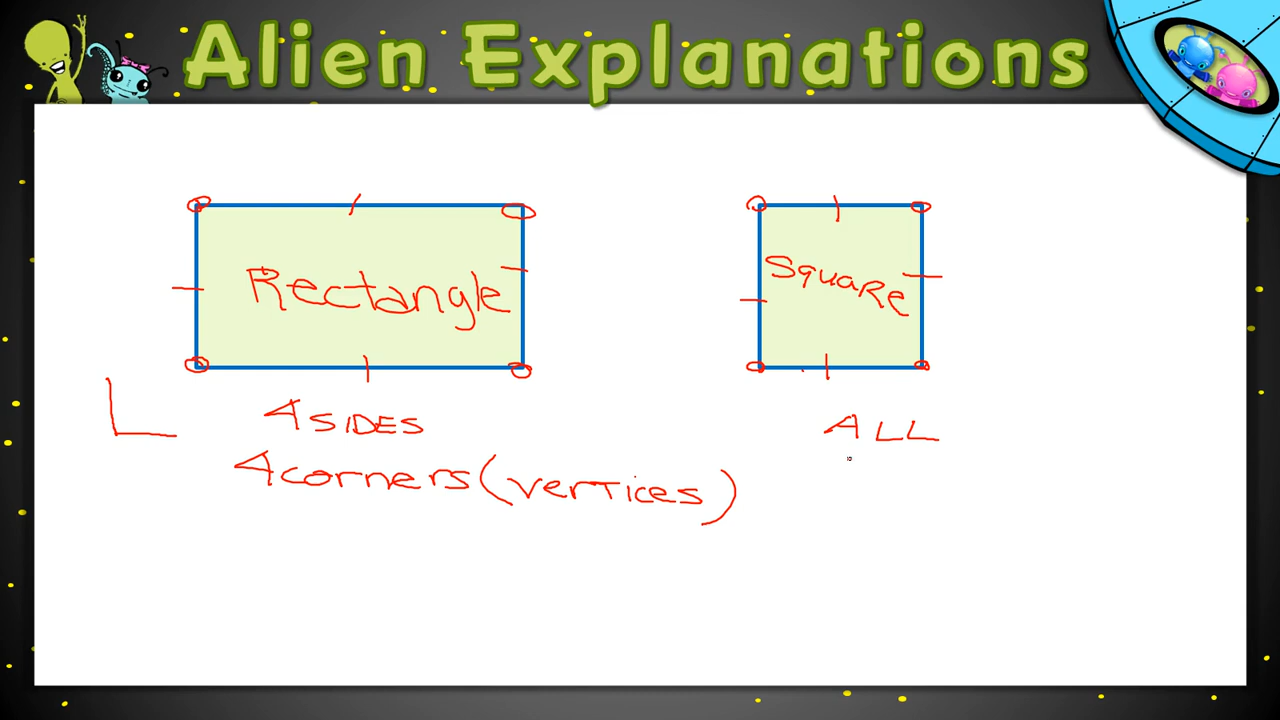 Alien Explanations
Rectangle
Square
4 SIDES
4 corners (vertices)
ALL